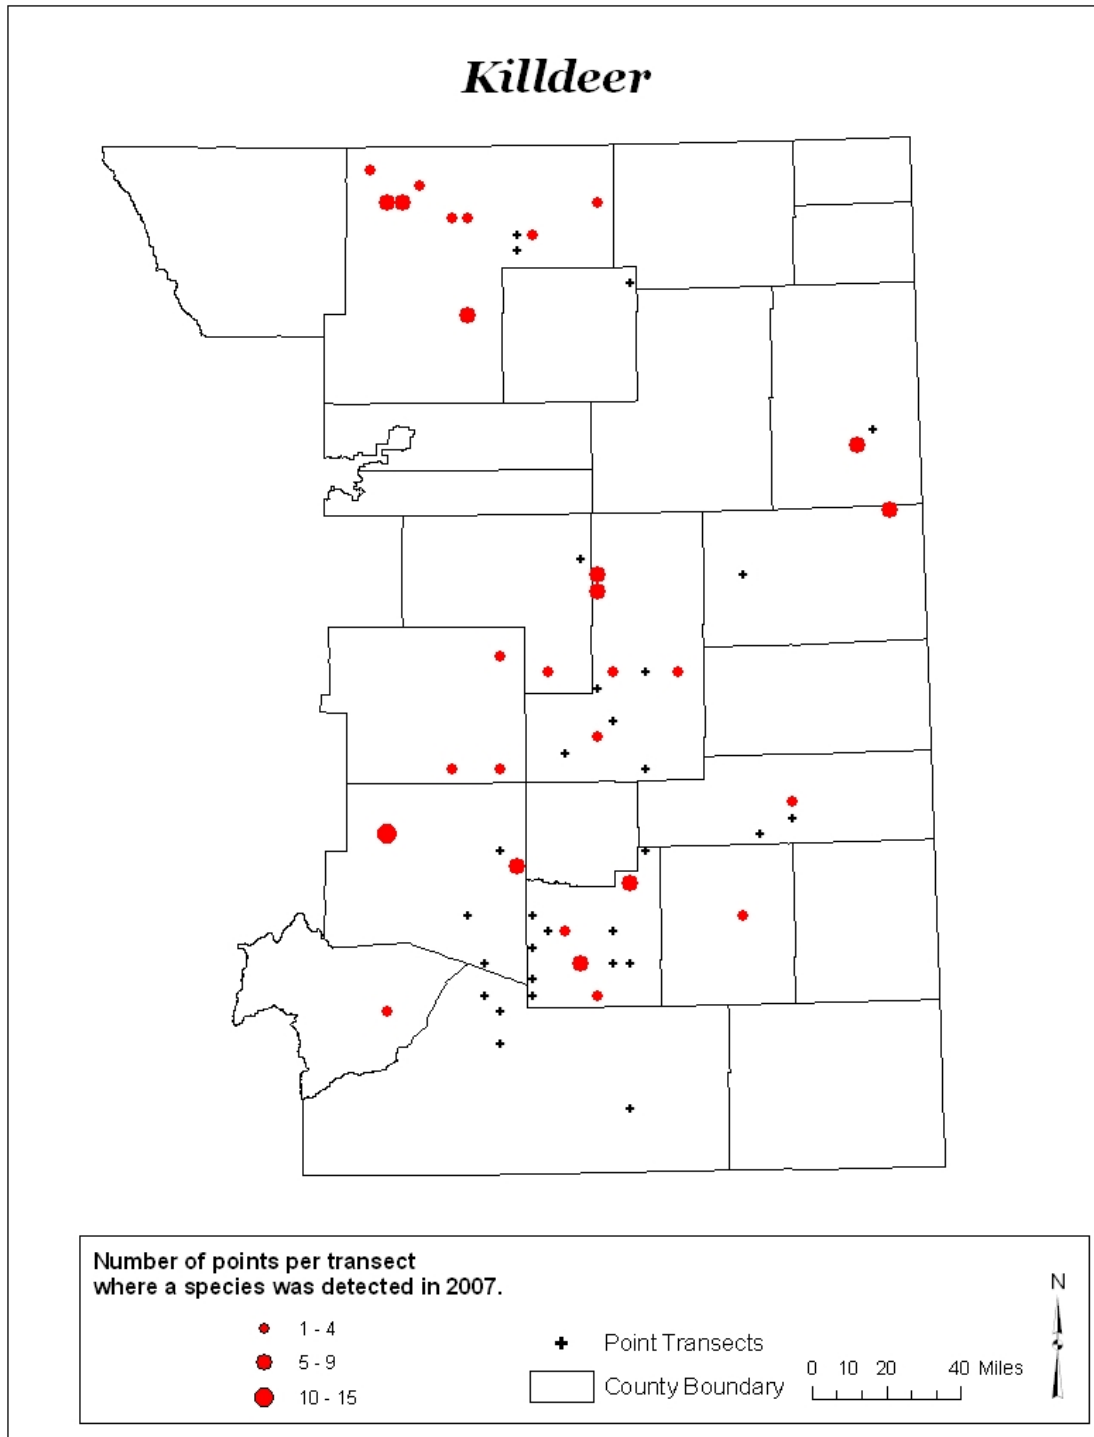 Killdeer
Number of points per transect
where a species was detected in 2007.
1 - 4
5 - 9
10 - 15
Point Transects
County Boundary
0 10 20 40 Miles
N